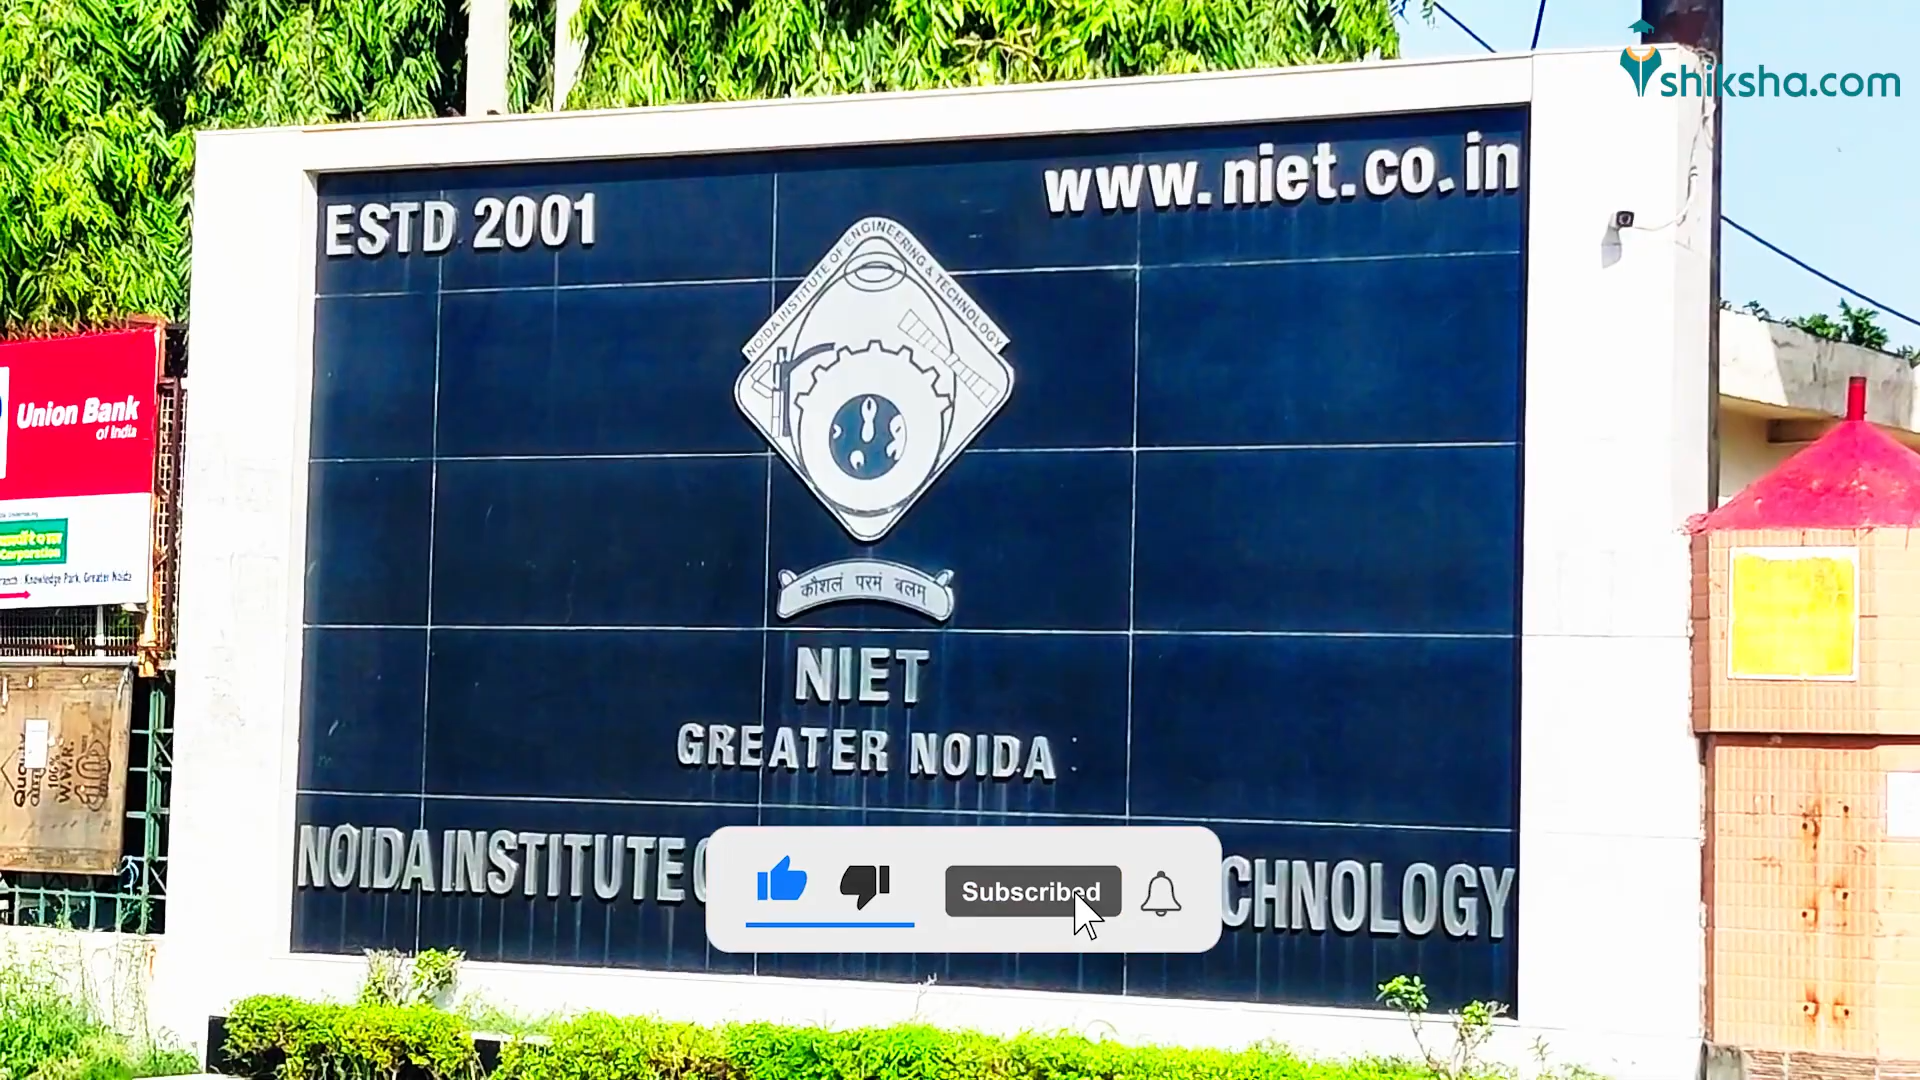 shiksha.com
ESTD 2001
www.niet.co.in
NOIDA INSTITUTE OF ENGINEERING & TECHNOLOGY
कौशलं परमं बलम्
NIET
GREATER NOIDA
NOIDA INSTITUTE
CHNOLOGY
Subscribed
Union Bank
of India
Corporation
Knowledge Park, Greater Noida
W.W.R.